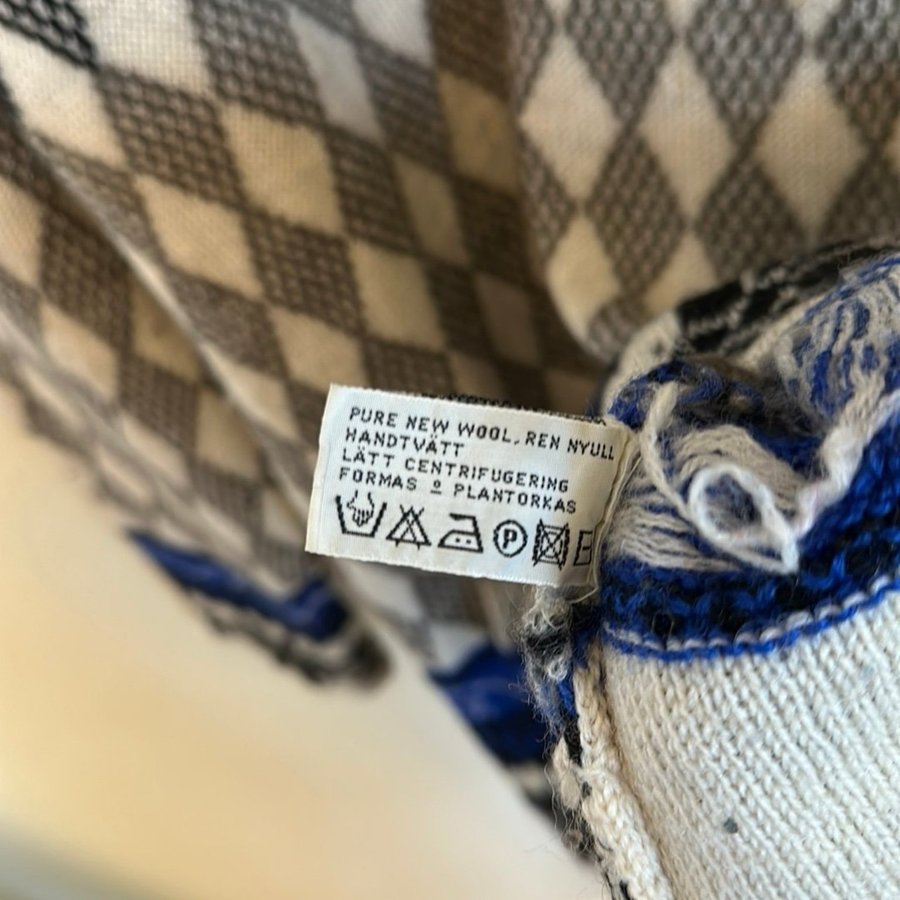 PURE NEW WOOL, REN NYULL
HANDTVÄTT
LÄTT CENTRIFUGERING
FORMAS o PLANTORKAS
P